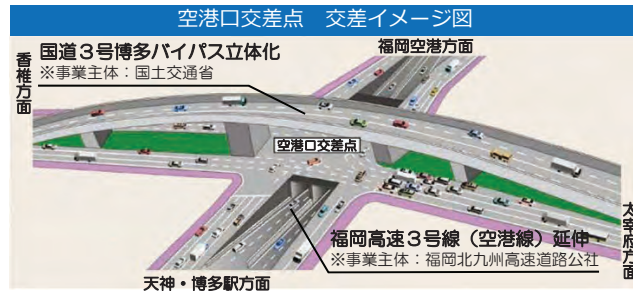 空港口交差点　交差イメージ図
国道３号博多バイパス立体化
※事業主体：国土交通省
福岡空港方面
香椎方面
空港口交差点
太宰府方面
福岡高速３号線（空港線）延伸
※事業主体：福岡北九州高速道路公社
天神・博多駅方面